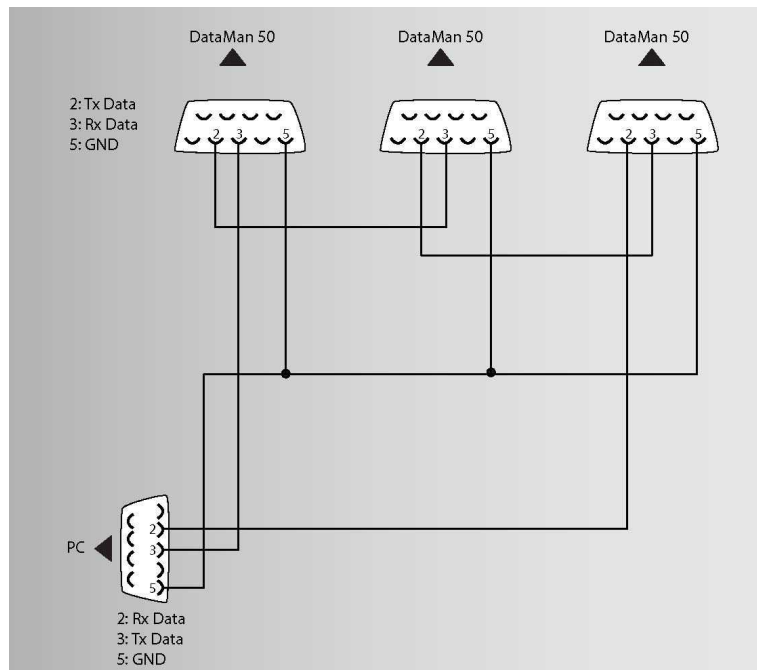 DataMan 50 DataMan 50 DataMan 50
2: Tx Data
3: Rx Data
5: GND
2 3 5 2 3 5 2 3 5
2
PC 3
5
2: Rx Data
3: Tx Data
5: GND